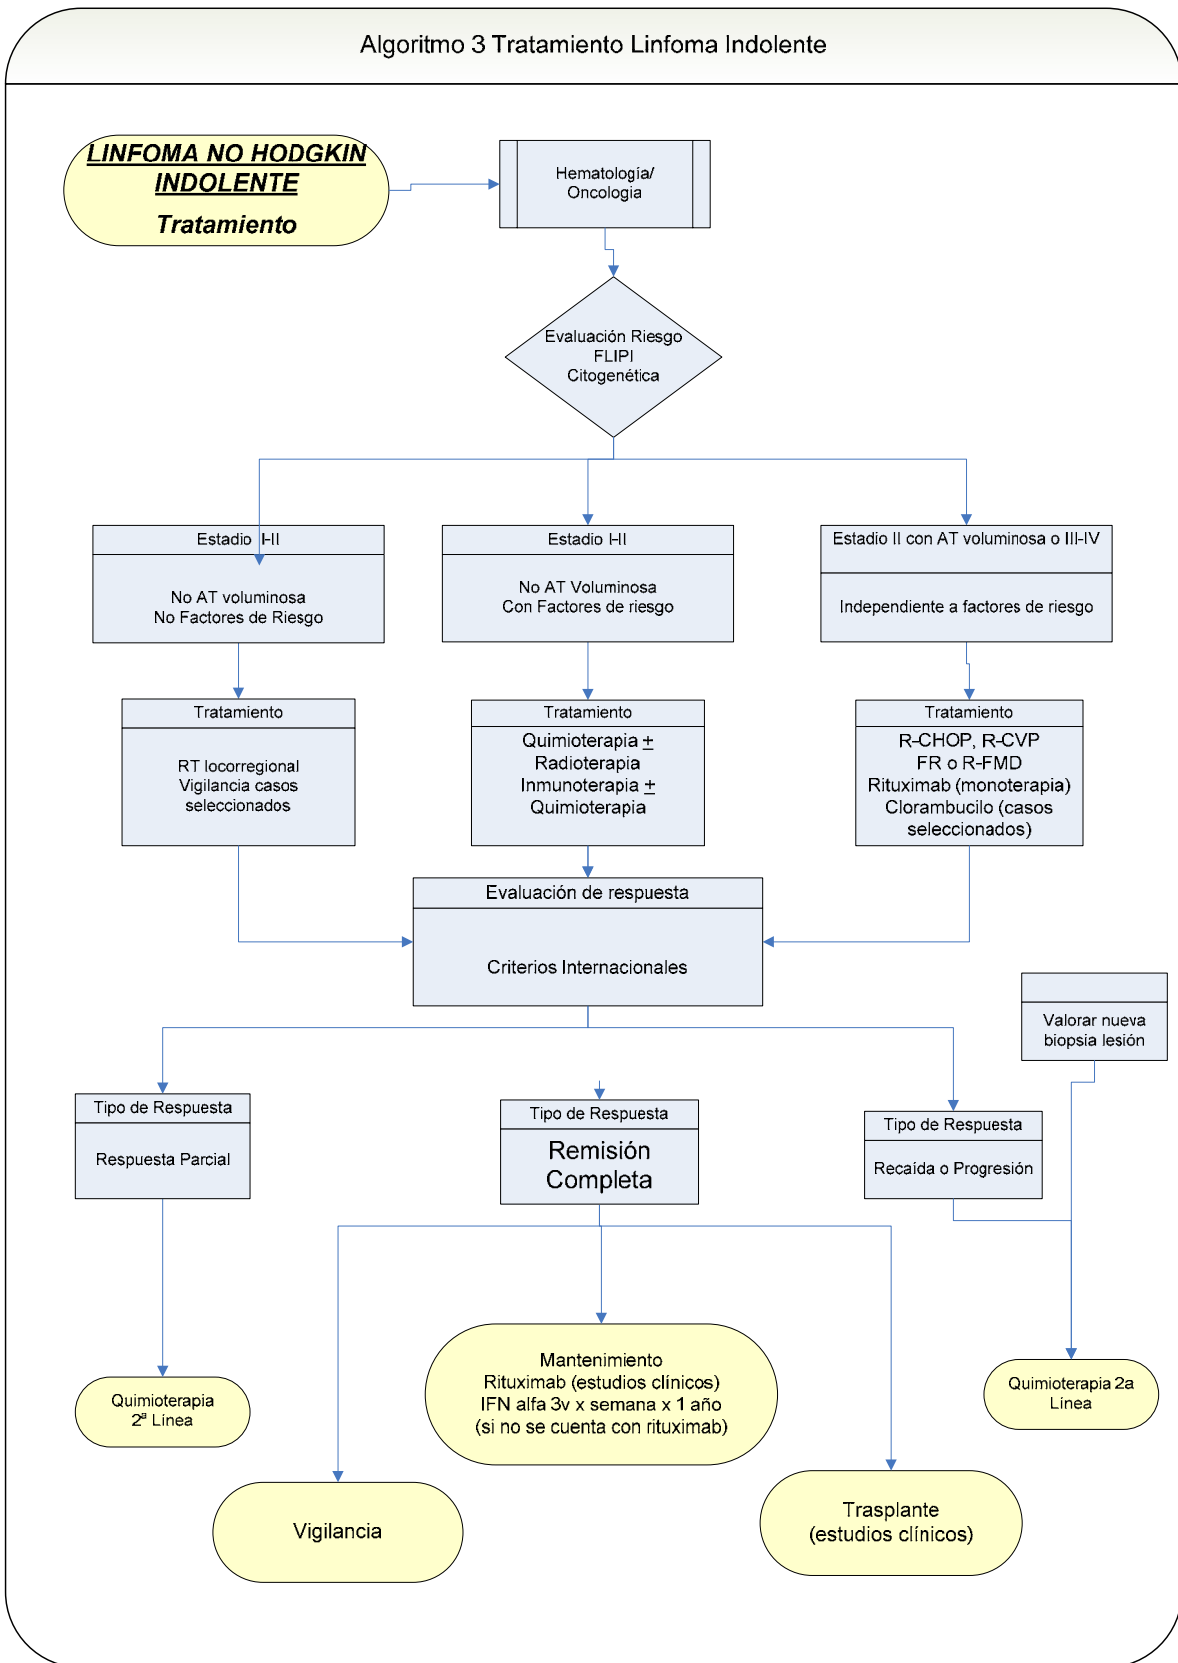 Algoritmo 3 Tratamiento Linfoma Indolente
LINFOMA NO HODGKIN
INDOLENTE
Tratamiento
Hematología/
Oncología
Evaluación Riesgo
FLIPI
Citogenética
Estadio I-II
No AT voluminosa
No Factores de Riesgo
Estadio I-II
No AT Voluminosa
Con Factores de riesgo
Estadio II con AT voluminosa o III-IV
Independiente a factores de riesgo
Tratamiento
RT locorregional
Vigilancia casos
seleccionados
Tratamiento
Quimioterapia ±
Radioterapia
Inmunoterapia ±
Quimioterapia
Tratamiento
R-CHOP, R-CVP
FR o R-FMD
Rituximab (monoterapia)
Clorambucilo (casos
seleccionados)
Evaluación de respuesta
Criterios Internacionales
Valorar nueva
biopsia lesión
Tipo de Respuesta
Respuesta Parcial
Tipo de Respuesta
Remisión
Completa
Tipo de Respuesta
Recaída o Progresión
Quimioterapia
2ª Línea
Mantenimiento
Rituximab (estudios clínicos)
IFN alfa 3v x semana x 1 año
(si no se cuenta con rituximab)
Quimioterapia 2a
Línea
Vigilancia
Trasplante
(estudios clínicos)